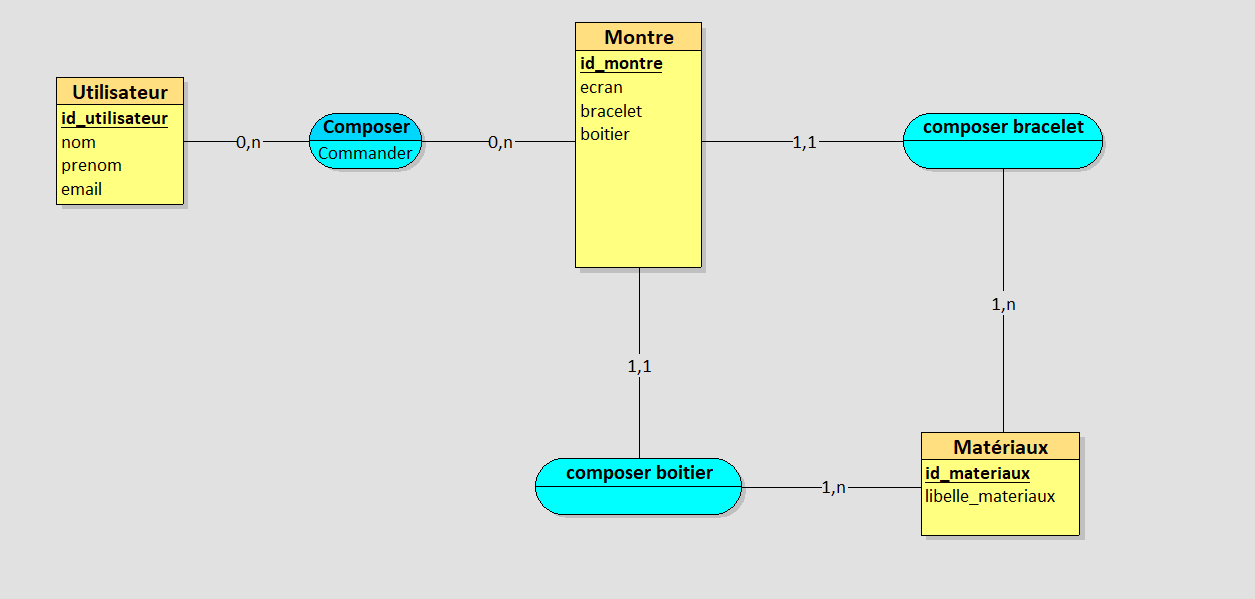 Utilisateur
id_utilisateur
nom
prenom
email
0,n
Composer
Commander
0,n
Montre
id_montre
ecran
bracelet
boitier
1,1
composer bracelet
1,n
1,1
composer boitier
1,n
Matériaux
id_materiaux
libelle_materiaux